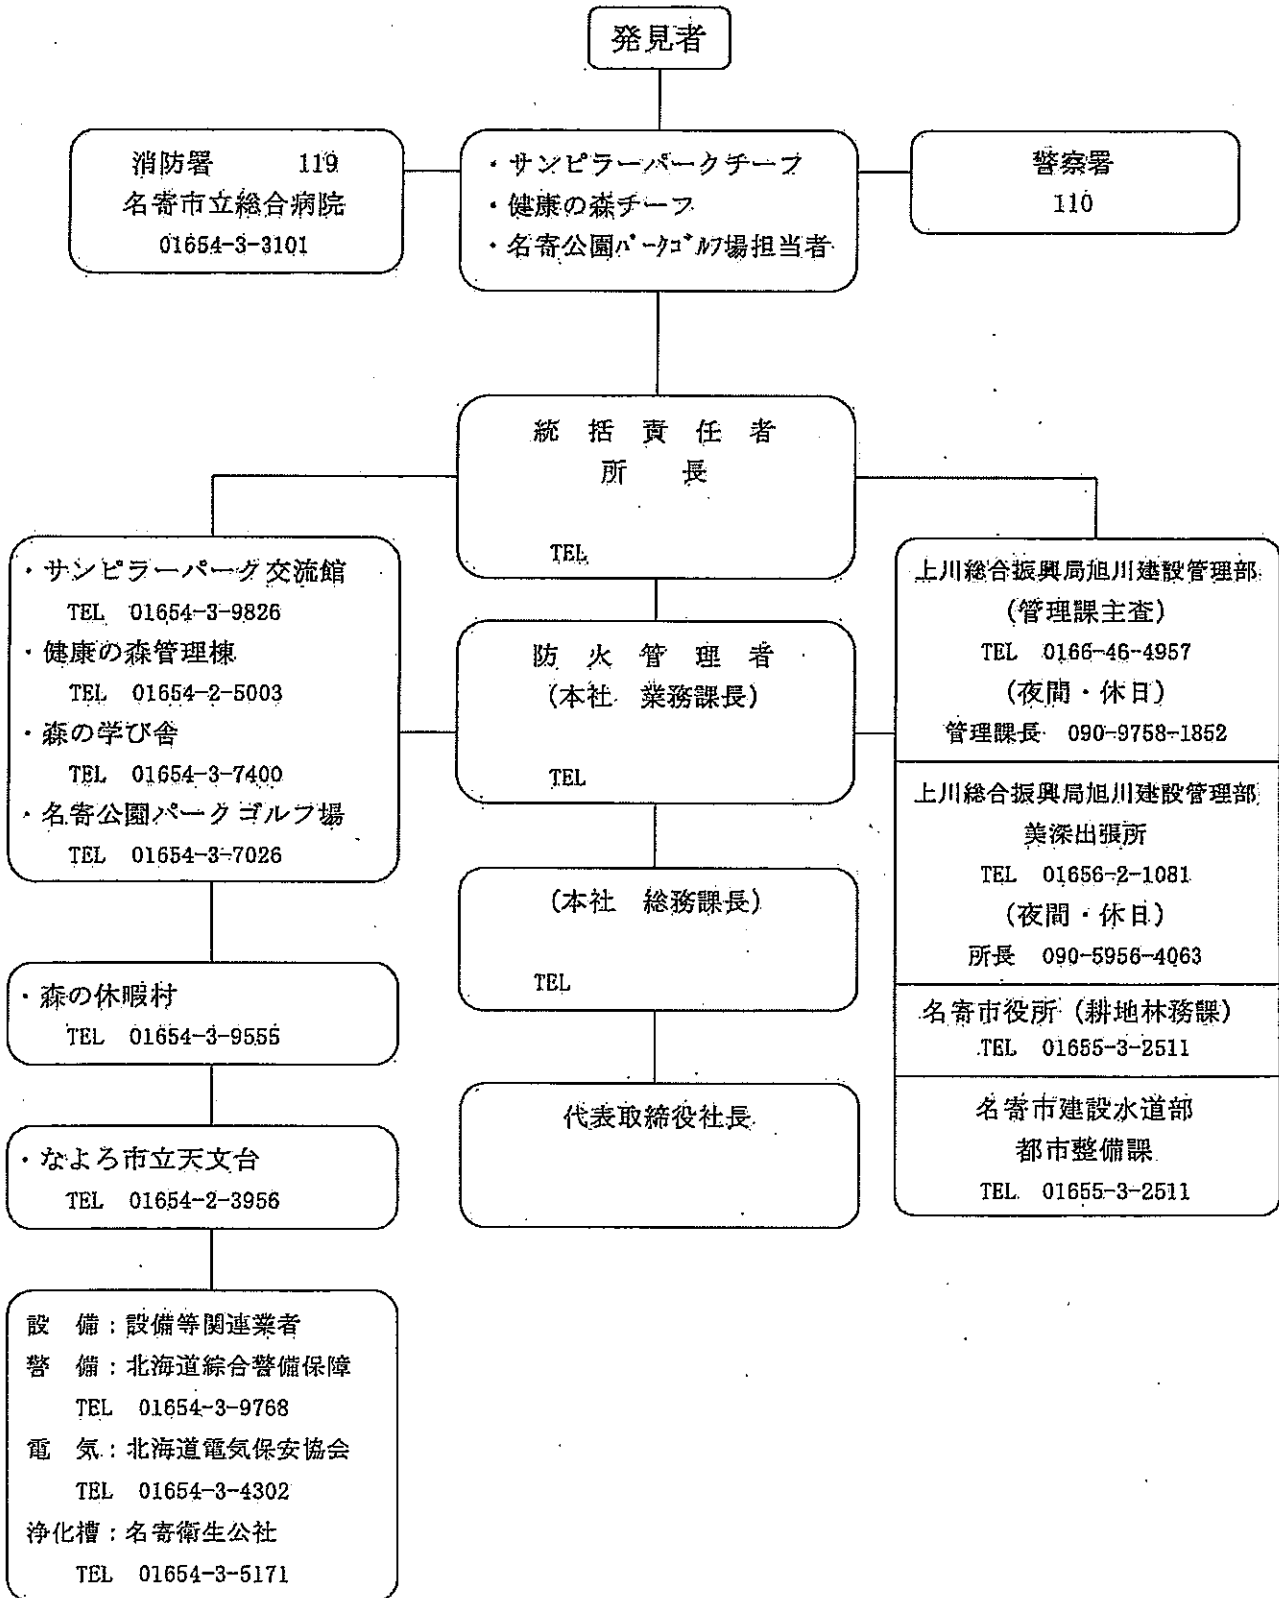 発見者
消防署 119
名寄市立総合病院
01654-3-3101
・サンピラーパークチーフ
・健康の森チーフ
・名寄公園ﾊﾟｰｸｺﾞﾙﾌ場担当者
警察署
110
統括責任者
所長
TEL
・サンピラーパーク交流館
TEL 01654-3-9826
・健康の森管理棟
TEL 01654-2-5003
・森の学び舎
TEL 01654-3-7400
・名寄公園パークゴルフ場
TEL 01654-3-7026
防火管理者
(本社 業務課長)
TEL
上川総合振興局旭川建設管理部
(管理課主査)
TEL 0166-46-4957
(夜間・休日)
管理課長 090-9758-1852
上川総合振興局旭川建設管理部
美深出張所
TEL 01656-2-1081
(夜間・休日)
所長 090-5956-4063
名寄市役所(耕地林務課)
TEL 01655-3-2511
名寄市建設水道部
都市整備課
TEL 01655-3-2511
(本社 総務課長)
TEL
代表取締役社長
・森の休暇村
TEL 01654-3-9555
・なよろ市立天文台
TEL 01654-2-3956
設 備：設備等関連業者
警 備：北海道綜合警備保障
TEL 01654-3-9768
電 気：北海道電気保安協会
TEL 01654-3-4302
浄化槽：名寄衛生公社
TEL 01654-3-5171